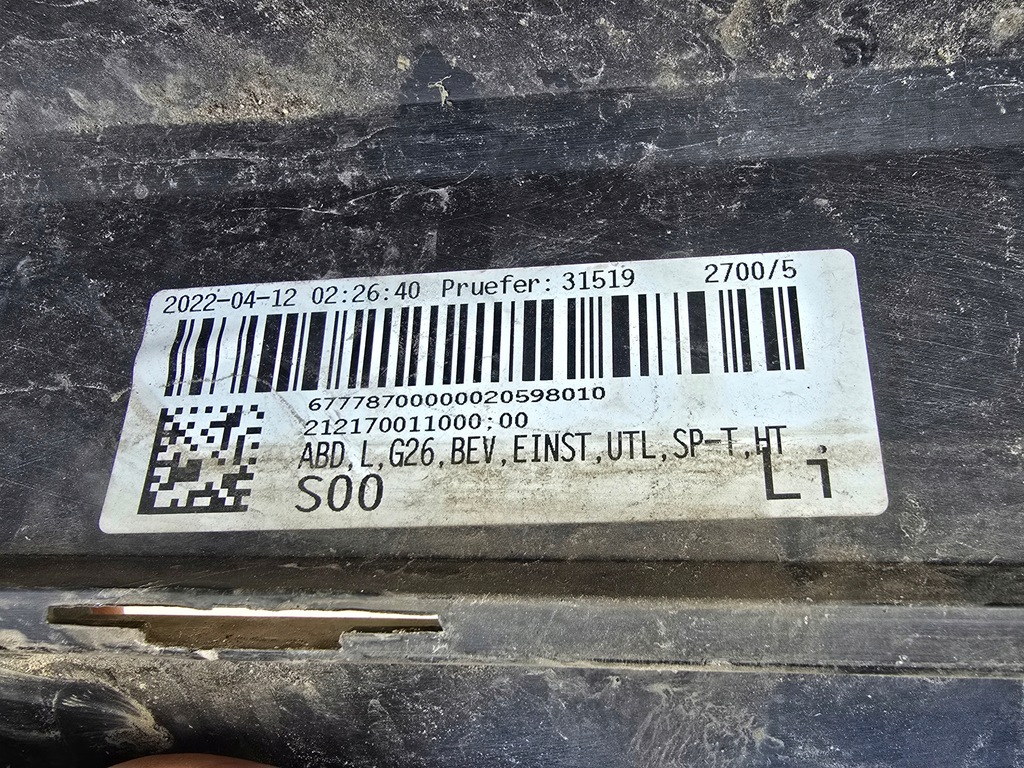 2022-04-12 02:26:40 Pruefer: 31519 2700/5
67778700000020598010
212170011000;00
ABD,L,G26,BEV,EINST,UTL,SP-T,HT
S00 Li